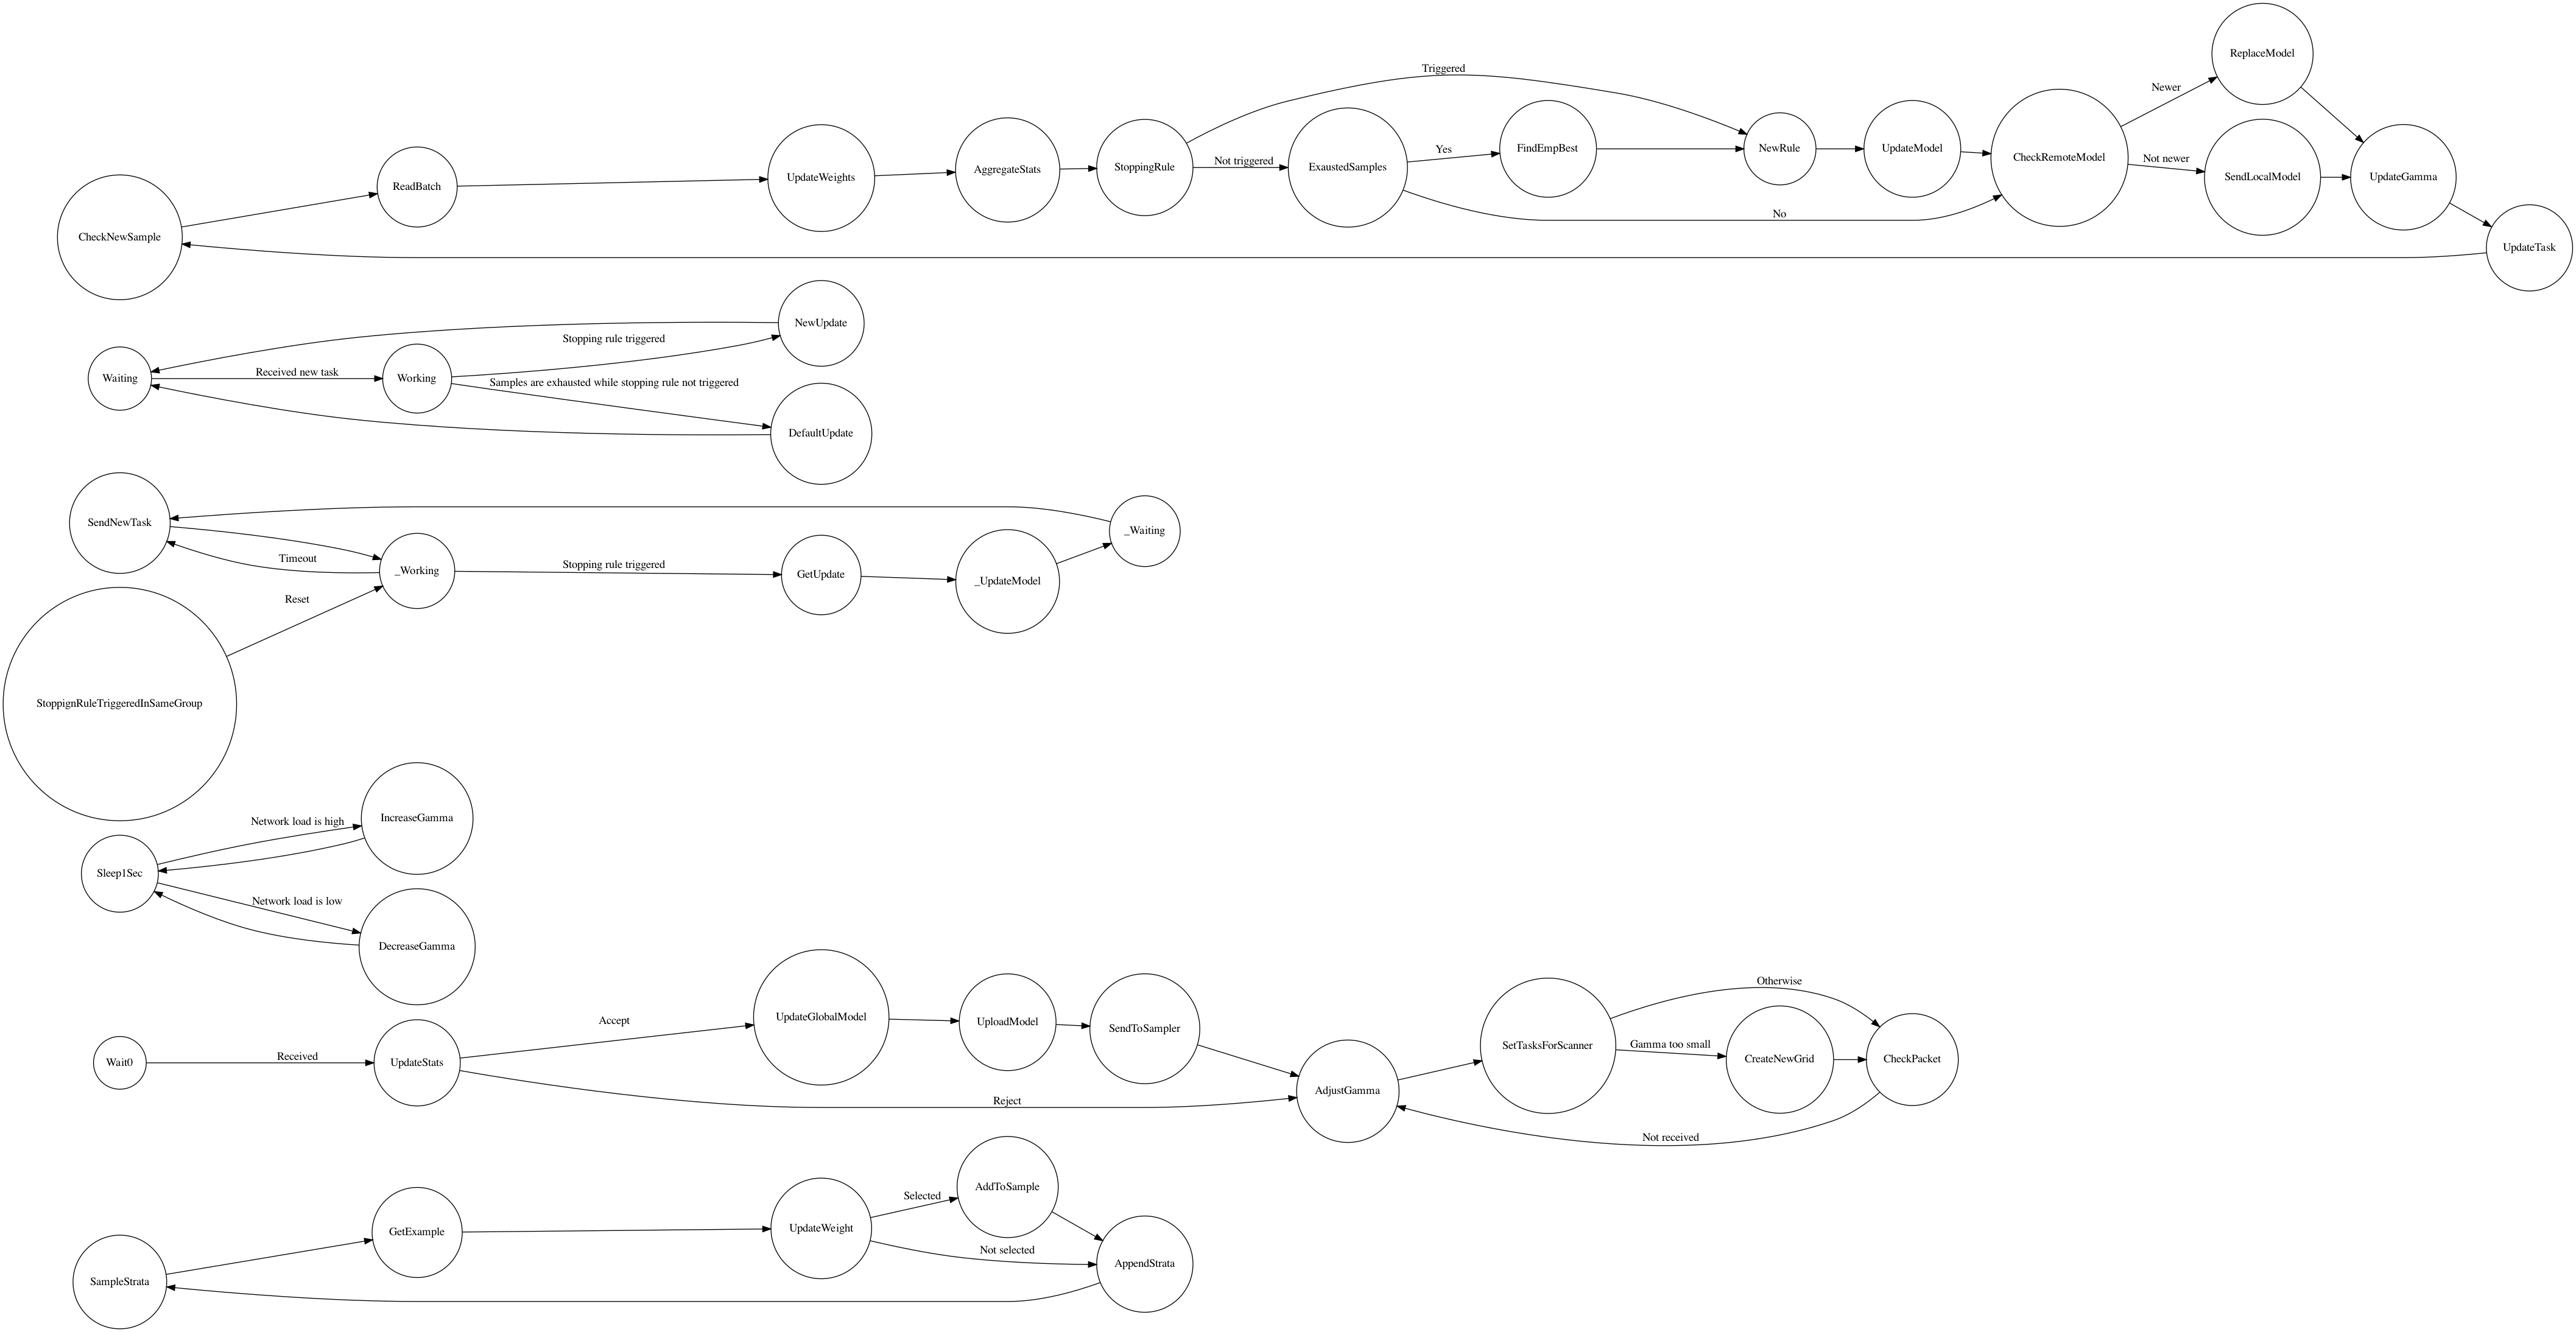 ReplaceModel
Triggered
Newer
ReadBatch
UpdateWeights
AggregateStats
StoppingRule
Not triggered
ExaustedSamples
Yes
FindEmpBest
NewRule
UpdateModel
CheckRemoteModel
Not newer
SendLocalModel
UpdateGamma
No
CheckNewSample
UpdateTask
NewUpdate
Stopping rule triggered
Waiting
Received new task
Working
Samples are exhausted while stopping rule not triggered
DefaultUpdate
SendNewTask
_Waiting
Timeout
_Working
Stopping rule triggered
GetUpdate
_UpdateModel
Reset
StoppignRuleTriggeredInSameGroup
Network load is high
IncreaseGamma
Sleep1Sec
Network load is low
DecreaseGamma
Otherwise
Accept
UpdateGlobalModel
UploadModel
SendToSampler
SetTasksForScanner
Gamma too small
CreateNewGrid
CheckPacket
Wait0
Received
UpdateStats
AdjustGamma
Reject
Not received
AddToSample
Selected
GetExample
UpdateWeight
Not selected
AppendStrata
SampleStrata